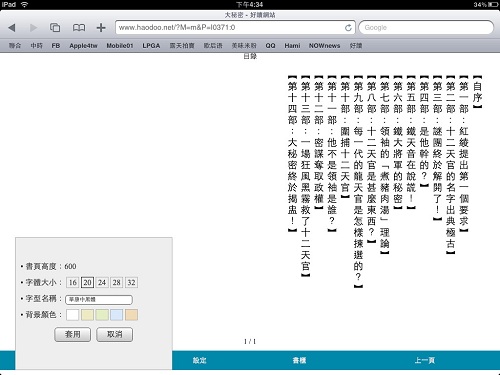 iPad
下午4:34
34%
大秘密 - 好讀網站
www.haodoo.net/?M=m&P=I0371:0
Google
聯合 中時 FB Apple4tw Mobile01 LPGA 露天拍賣 欧后语 美味米粉 QQ Hami NOWnews 好讀
目錄
【自序】
【第一部：紅綾提出第一個要求】
【第二部：十二天官的名字出典極古】
【第三部：謎團終於解開了！】
【第四部：是他幹的？】
【第五部：鐵天音在說謊！】
【第六部：鐵大將軍的秘密】
【第七部：領袖的「煮豬肉湯」理論】
【第八部：十二天官是甚麼東西？】
【第九部：每一代的龍天官是怎樣揀選的？】
【第十部：圍捕十二天官】
【第十一部：他不是領袖是誰？】
【第十二部：密謀奪取政權】
【第十三部：一場狂風黑霧救了十二天官】
【第十四部：大秘密終於揭盅！】
• 書頁高度：600
• 字體大小：16 20 24 28 32
• 字型名稱：華康中黑體
• 背景顏色：
套用 取消
1 / 1
設定 書櫃 上一頁